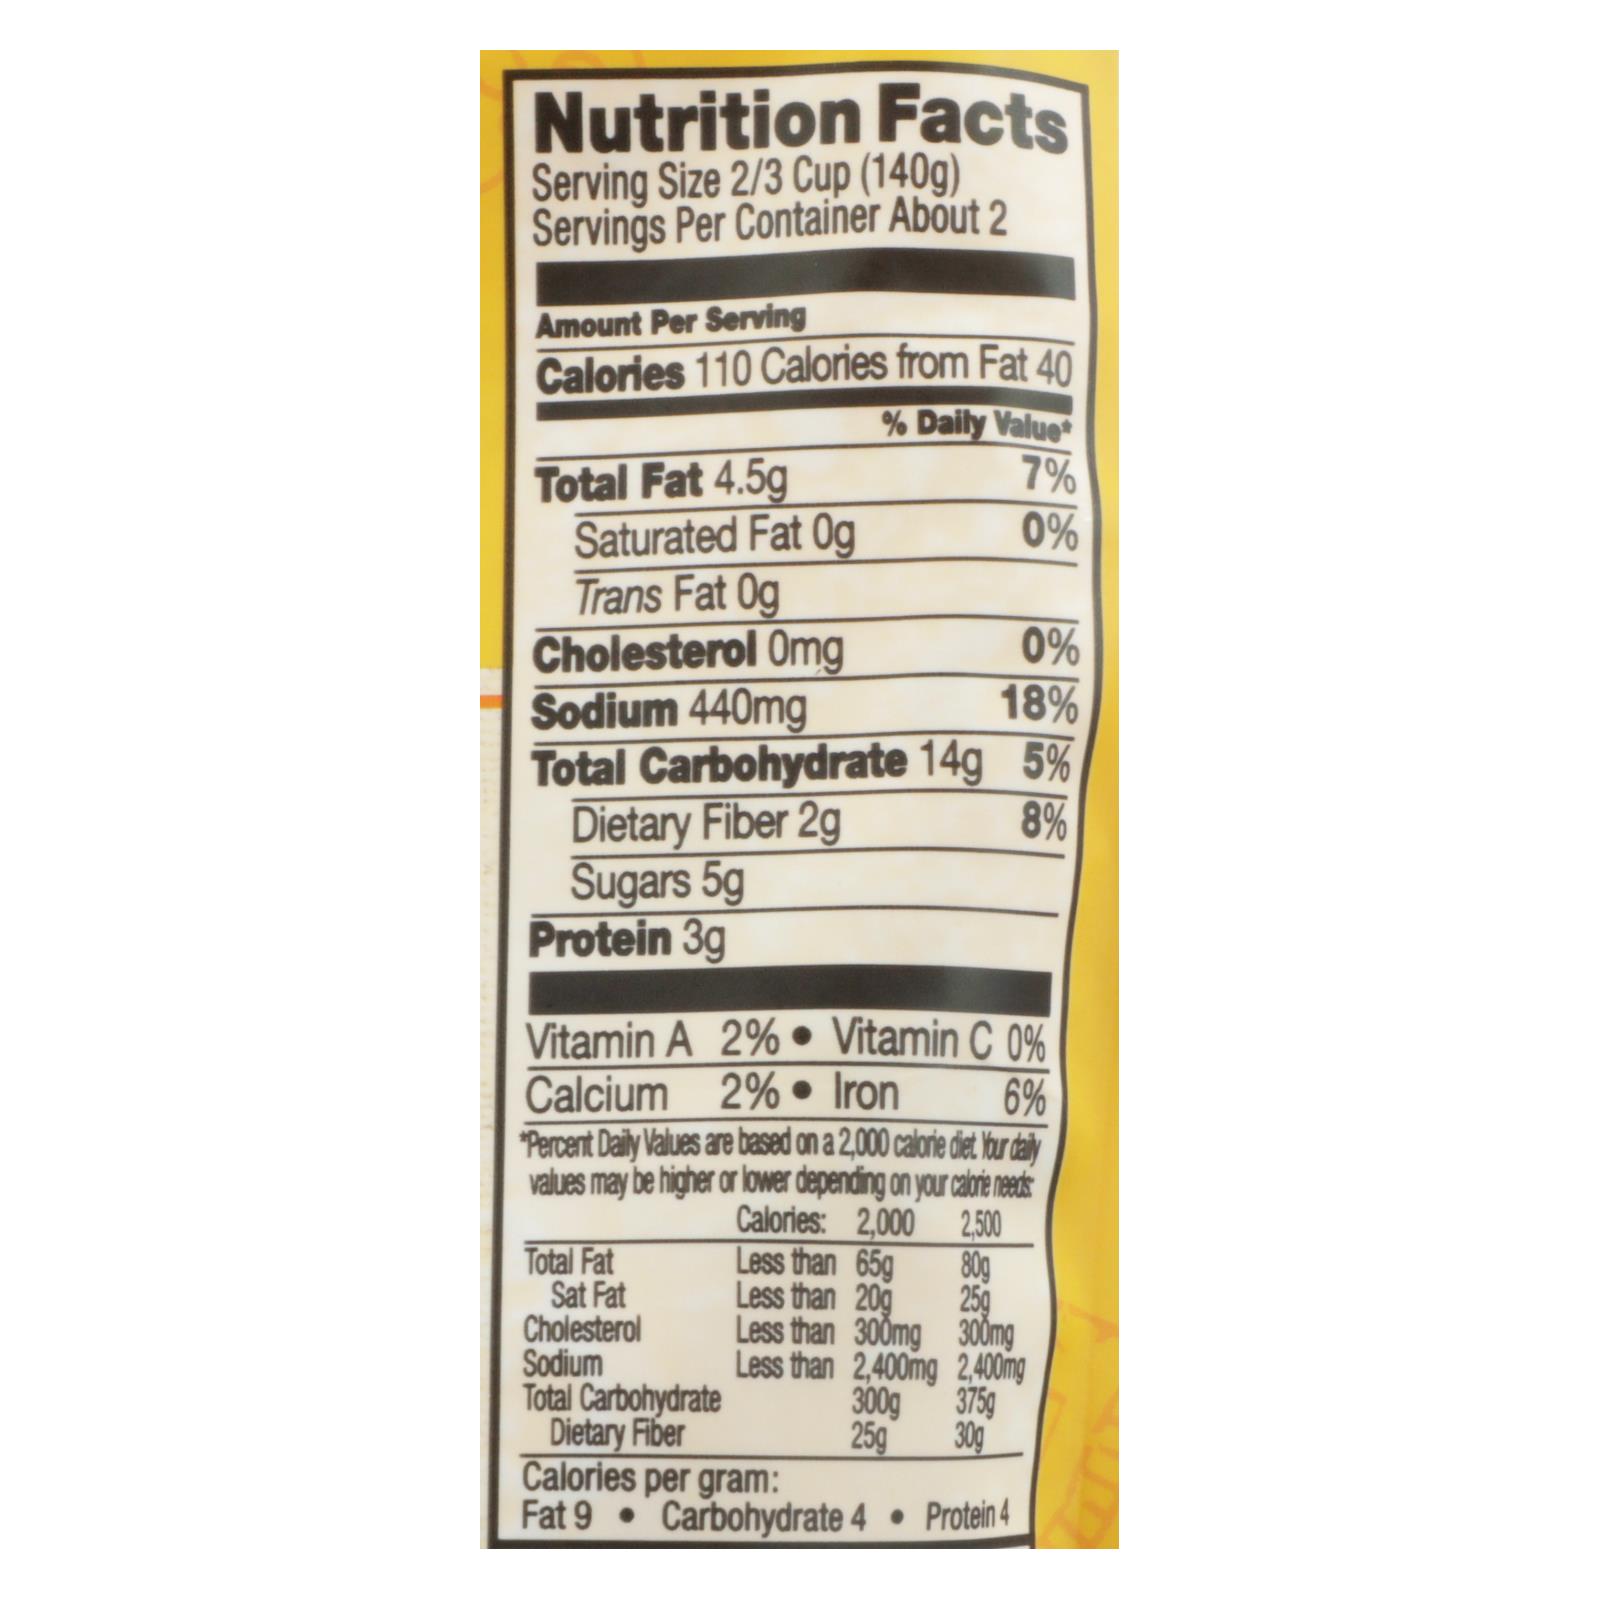 Nutrition Facts
Serving Size 2/3 Cup (140g)
Servings Per Container About 2
Amount Per Serving
Calories 110 Calories from Fat 40
% Daily Value*
Total Fat 4.5g 7%
Saturated Fat 0g 0%
Trans Fat 0g
Cholesterol 0mg 0%
Sodium 440mg 18%
Total Carbohydrate 14g 5%
Dietary Fiber 2g 8%
Sugars 5g
Protein 3g
Vitamin A 2% • Vitamin C 0%
Calcium 2% • Iron 6%
*Percent Daily Values are based on a 2,000 calorie diet. Your daily
values may be higher or lower depending on your calorie needs:
Calories: 2,000 2,500
Total Fat Less than 65g 80g
Sat Fat Less than 20g 25g
Cholesterol Less than 300mg 300mg
Sodium Less than 2,400mg 2,400mg
Total Carbohydrate 300g 375g
Dietary Fiber 25g 30g
Calories per gram:
Fat 9 • Carbohydrate 4 • Protein 4